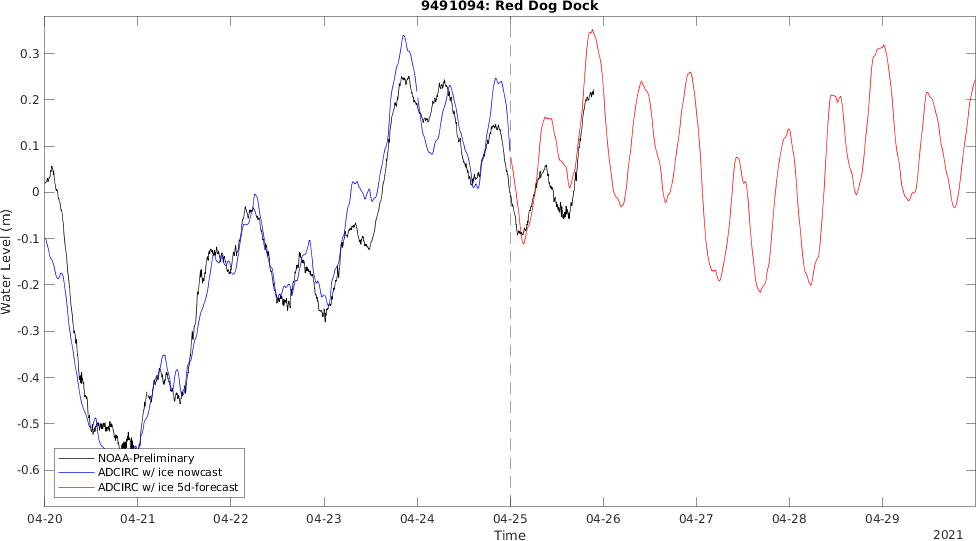 9491094: Red Dog Dock
0.3
0.2
0.1
0
-0.1
-0.2
-0.3
-0.4
-0.5
-0.6
Water Level (m)
NOAA-Preliminary
ADCIRC w/ ice nowcast
ADCIRC w/ ice 5d-forecast
04-20 04-21 04-22 04-23 04-24 04-25 04-26 04-27 04-28 04-29
Time
2021